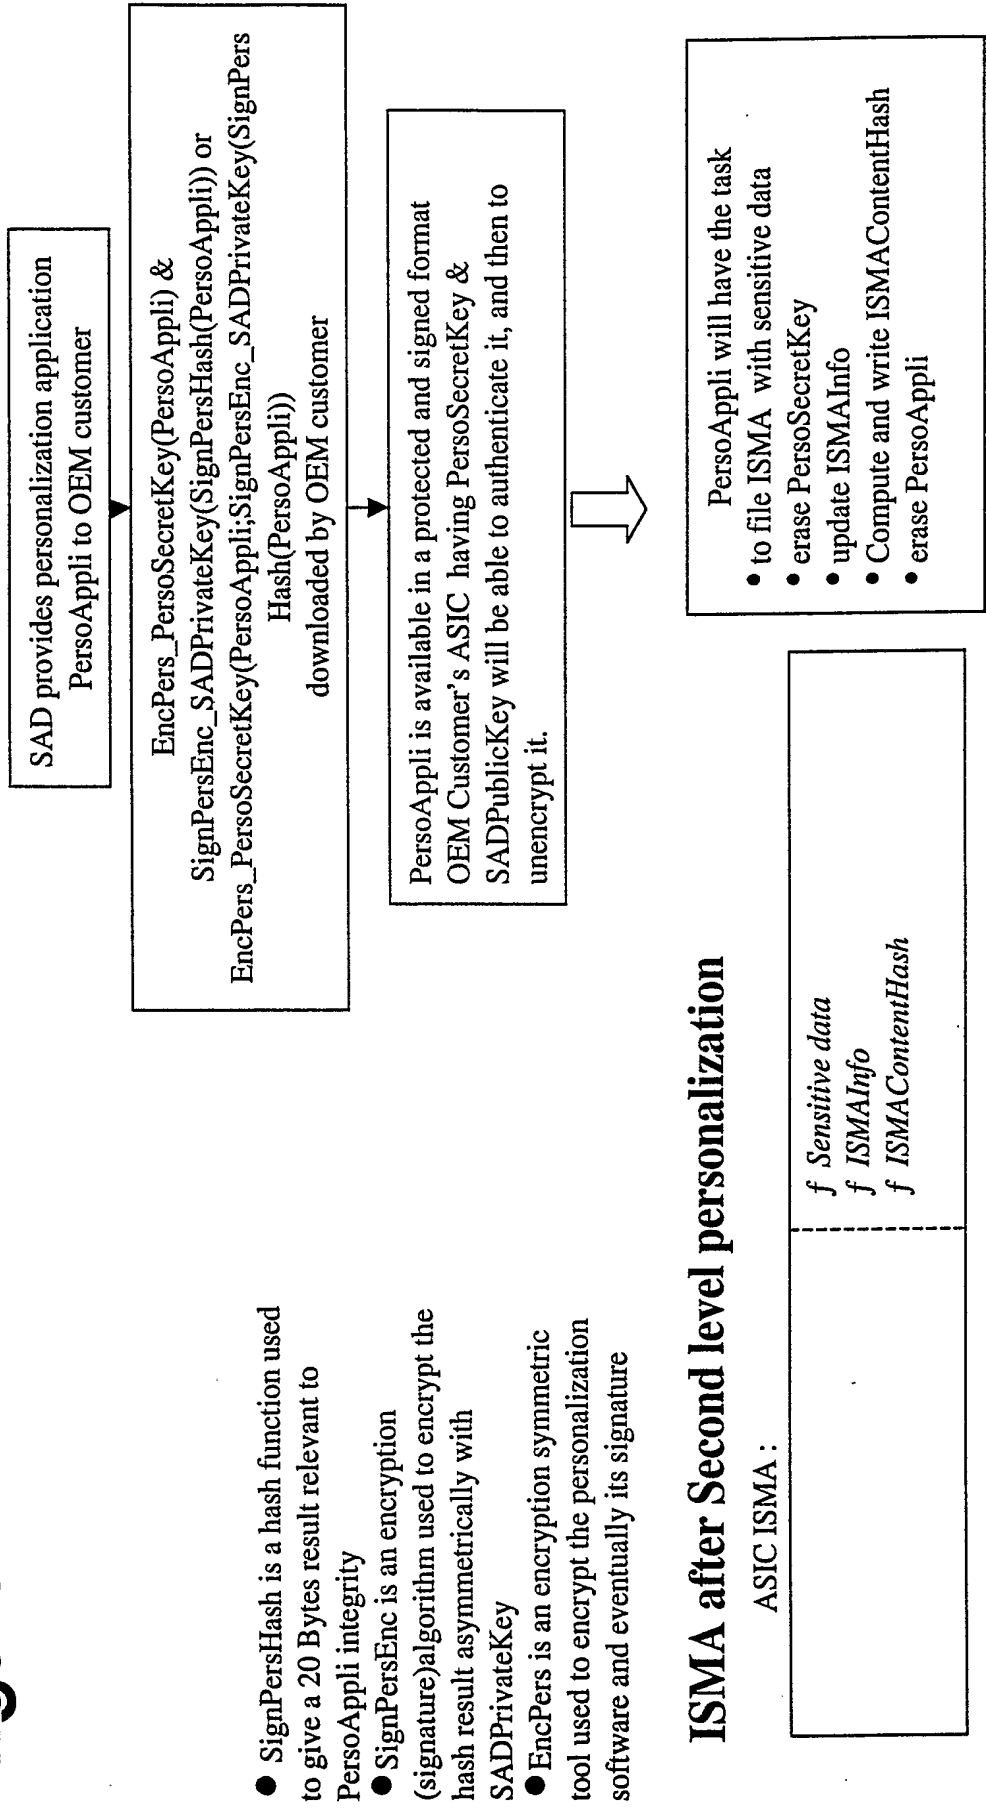 SAD provides personalization application
PersoAppli to OEM customer
EncPers_PersoSecretKey(PersoAppli) &
SignPersEnc_SADPrivateKey(SignPersHash(PersoAppli)) or
EncPers_PersoSecretKey(PersoAppli;SignPersEnc_SADPrivateKey(SignPers
Hash(PersoAppli))
downloaded by OEM customer
PersoAppli is available in a protected and signed format
OEM Customer's ASIC having PersoSecretKey &
SADPublicKey will be able to authenticate it, and then to
unencrypt it.
● SignPersHash is a hash function used
to give a 20 Bytes result relevant to
PersoAppli integrity
● SignPersEnc is an encryption
(signature)algorithm used to encrypt the
hash result asymmetrically with
SADPrivateKey
● EncPers is an encryption symmetric
tool used to encrypt the personalization
software and eventually its signature
PersoAppli will have the task
● to file ISMA with sensitive data
● erase PersoSecretKey
● update ISMAInfo
● Compute and write ISMAContentHash
● erase PersoAppli
ISMA after Second level personalization
ASIC ISMA :
ƒ Sensitive data
ƒ ISMAInfo
ƒ ISMAContentHash